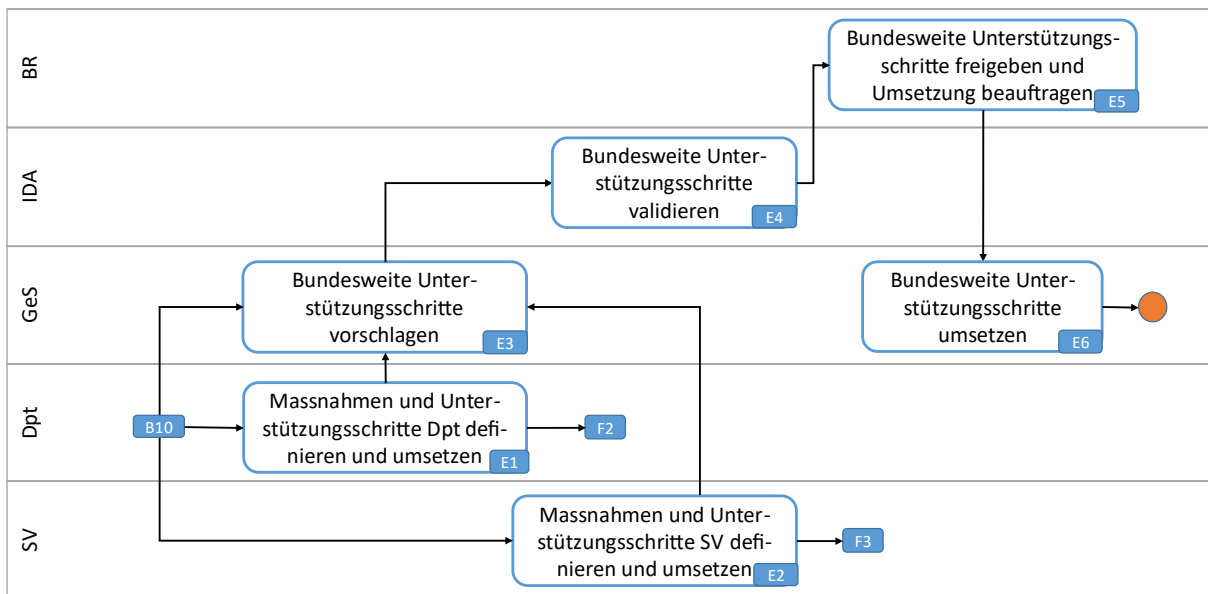 BR
Bundesweite Unterstützungs-
schritte freigeben und
Umsetzung beauftragen
E5
IDA
Bundesweite Unter-
stützungsschritte
validieren
E4
GeS
Bundesweite Unter-
stützungsschritte
vorschlagen
E3
Bundesweite Unter-
stützungsschritte
umsetzen
E6
Dpt
B10
Massnahmen und Unter-
stützungsschritte Dpt defi-
nieren und umsetzen
E1
F2
SV
Massnahmen und Unter-
stützungsschritte SV defi-
nieren und umsetzen
E2
F3